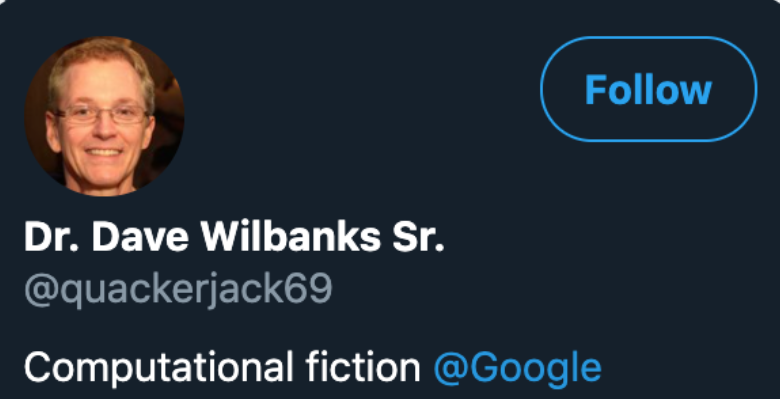 Follow
Dr. Dave Wilbanks Sr.
@quackerjack69
Computational fiction @Google